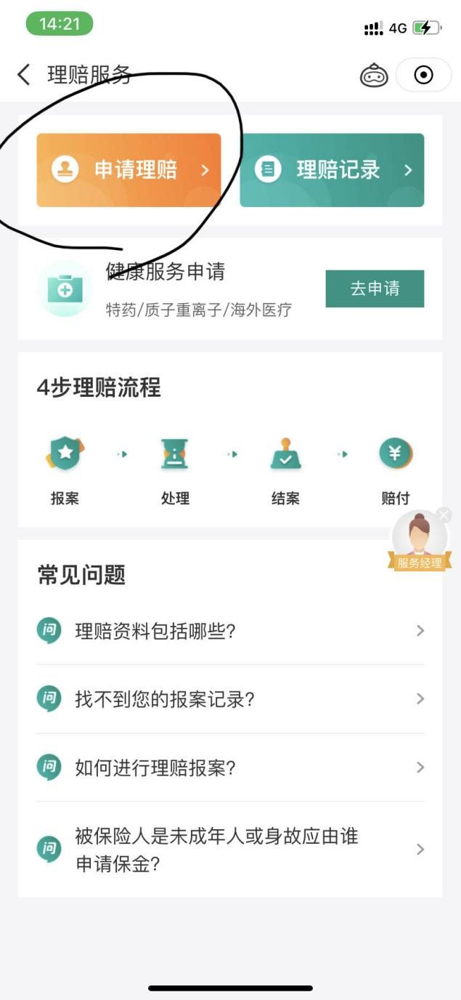 14:21
4G
理赔服务
申请理赔
理赔记录
健康服务申请
特药/质子重离子/海外医疗
去申请
4步理赔流程
报案
处理
结案
赔付
服务经理
常见问题
问 理赔资料包括哪些?
问 找不到您的报案记录?
问 如何进行理赔报案?
问 被保险人是未成年人或身故应由谁
申请保金?